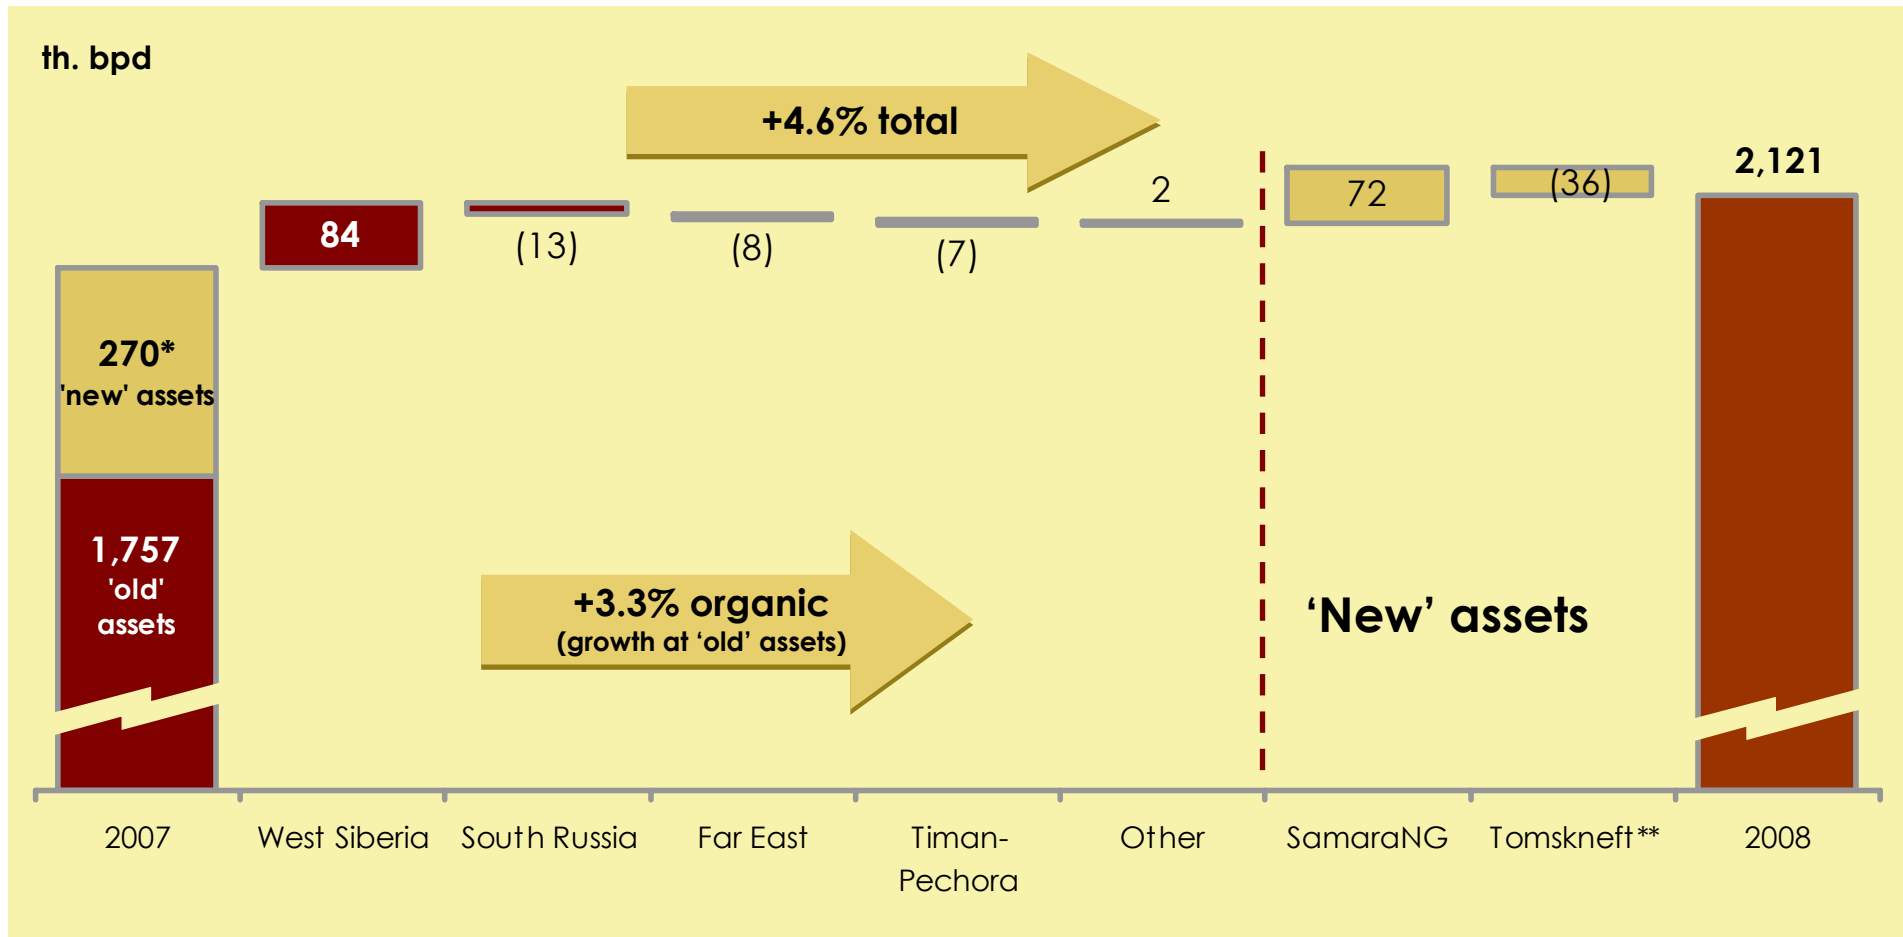 th. bpd
+4.6% total
2,121
2
84
(13)
(8)
(7)
72
(36)
270*
'new' assets
1,757
'old'
assets
+3.3% organic
(growth at ‘old’ assets)
‘New’ assets
2007
West Siberia
South Russia
Far East
Timan-
Pechora
Other
SamaraNG
Tomskneft**
2008